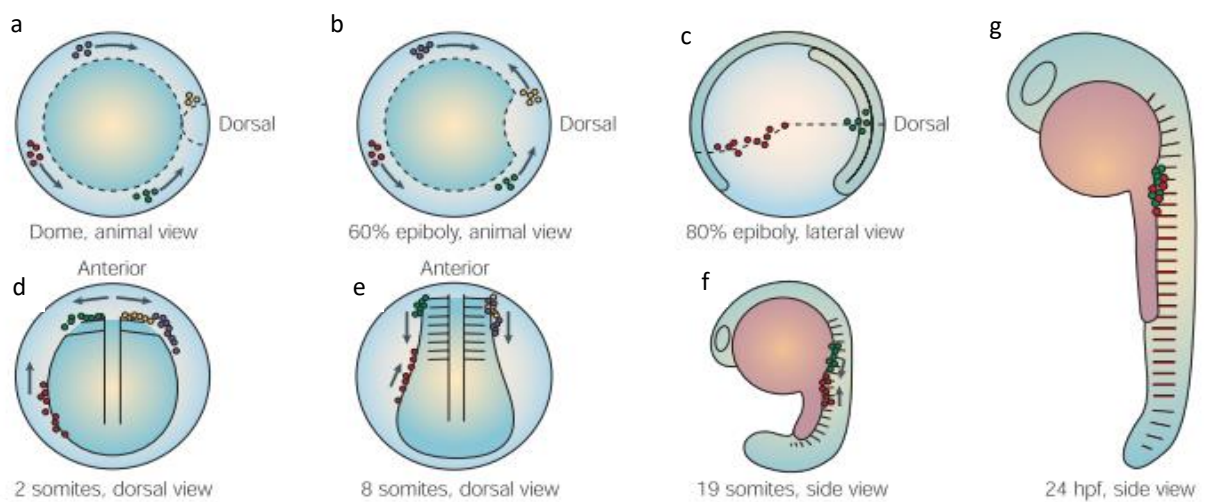 a
b
c
g
Dorsal
Dorsal
Dorsal
Dome, animal view
60% epiboly, animal view
80% epiboly, lateral view
Anterior
Anterior
d
e
f
2 somites, dorsal view
8 somites, dorsal view
19 somites, side view
24 hpf, side view